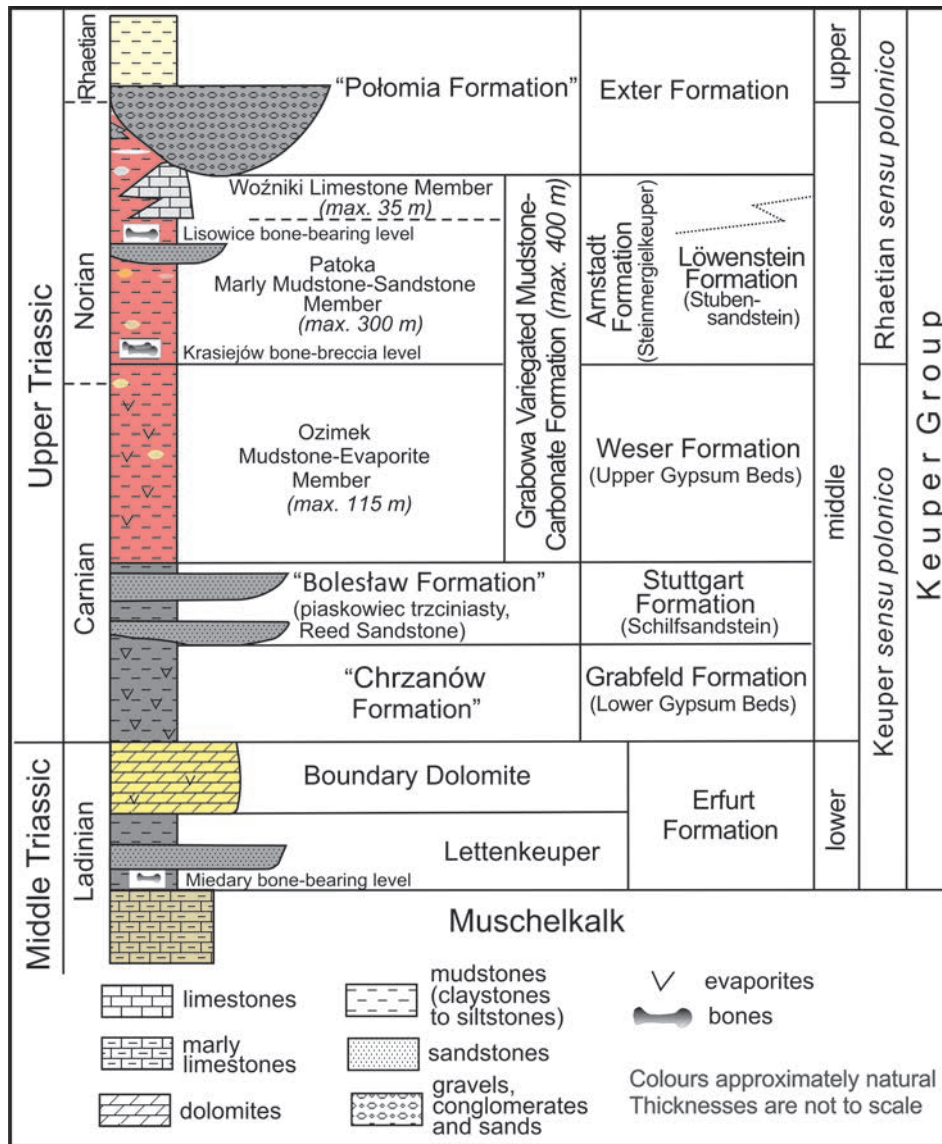 Upper Triassic
Middle Triassic
Rhaetian
Norian
Carnian
Ladinian
“Połomia Formation”
Exter Formation
upper
Woźniki Limestone Member
(max. 35 m)
Lisowice bone-bearing level
Patoka
Marly Mudstone-Sandstone
Member
(max. 300 m)
Krasiejów bone-breccia level
Grabowa Variegated Mudstone-
Carbonate Formation (max. 400 m)
Arnstadt
Formation
(Steinmergielkeuper)
Löwenstein
Formation
(Stuben-
sandstein)
Rhaetian sensu polonico
Ozimek
Mudstone-Evaporite
Member
(max. 115 m)
Weser Formation
(Upper Gypsum Beds)
middle
Keuper Group
“Bolesław Formation”
(piaskowiec trzciniasty,
Reed Sandstone)
Stuttgart
Formation
(Schilfsandstein)
Keuper sensu polonico
“Chrzanów
Formation”
Grabfeld Formation
(Lower Gypsum Beds)
Boundary Dolomite
Erfurt
Formation
lower
Lettenkeuper
Miedary bone-bearing level
Muschelkalk
limestones
marly
limestones
dolomites
mudstones
(claystones
to siltstones)
sandstones
gravels,
conglomerates
and sands
evaporites
bones
Colours approximately natural
Thicknesses are not to scale